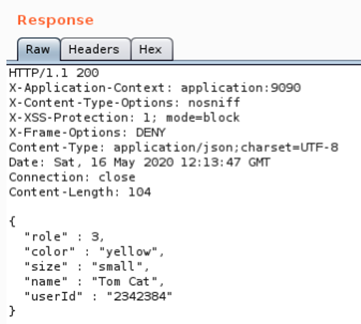 Response
Raw Headers Hex
HTTP/1.1 200
X-Application-Context: application:9090
X-Content-Type-Options: nosniff
X-XSS-Protection: 1; mode=block
X-Frame-Options: DENY
Content-Type: application/json;charset=UTF-8
Date: Sat, 16 May 2020 12:13:47 GMT
Connection: close
Content-Length: 104
{
"role" : 3,
"color" : "yellow",
"size" : "small",
"name" : "Tom Cat",
"userId" : "2342384"
}